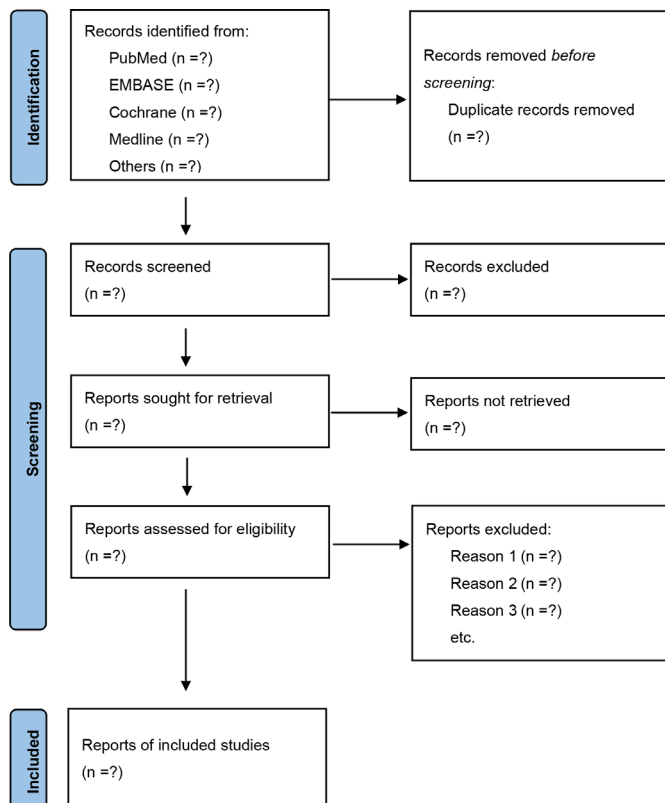 Identification
Records identified from:
PubMed (n =?)
EMBASE (n =?)
Cochrane (n =?)
Medline (n =?)
Others (n =?)
Records removed before
screening:
Duplicate records removed
(n =?)
Screening
Records screened
(n =?)
Records excluded
(n =?)
Reports sought for retrieval
(n =?)
Reports not retrieved
(n =?)
Reports assessed for eligibility
(n =?)
Reports excluded:
Reason 1 (n =?)
Reason 2 (n =?)
Reason 3 (n =?)
etc.
Included
Reports of included studies
(n =?)